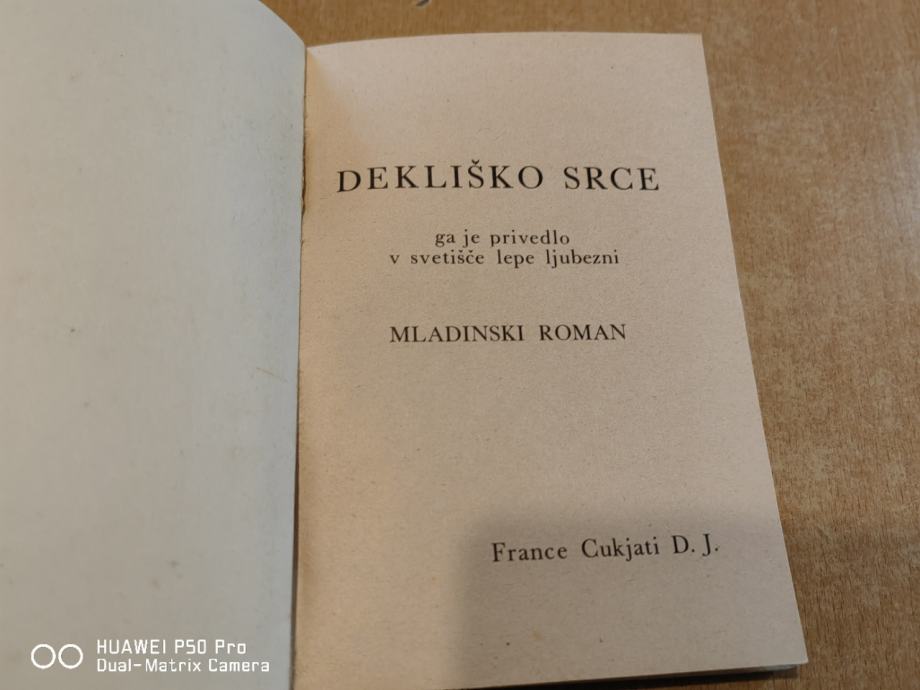 DEKLIŠKO SRCE
ga je privedlo
v svetišče lepe ljubezni
MLADINSKI ROMAN
France Cukjati D. J.
HUAWEI P50 Pro
Dual-Matrix Camera